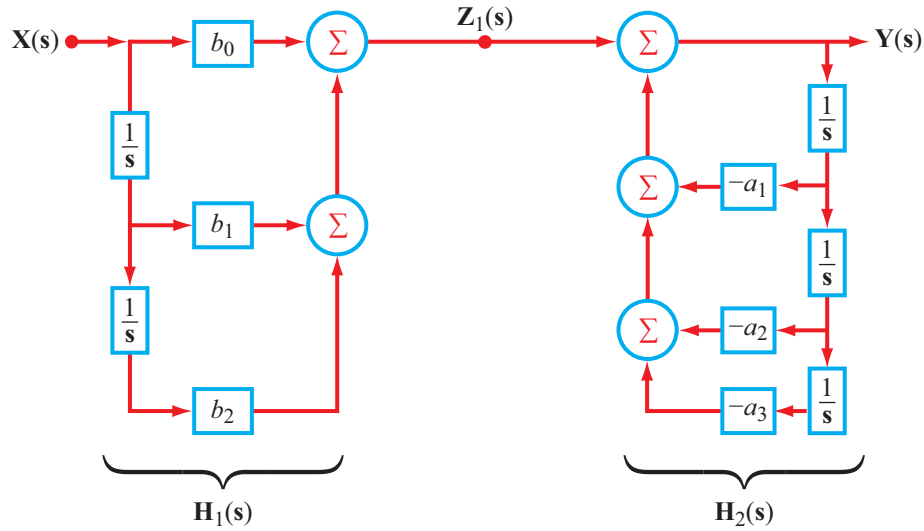 X(s)
b₀
Σ
Z₁(s)
Σ
Y(s)
1/s
1/s
Σ
−a₁
b₁
Σ
1/s
1/s
Σ
−a₂
1/s
b₂
−a₃
H₁(s)
H₂(s)